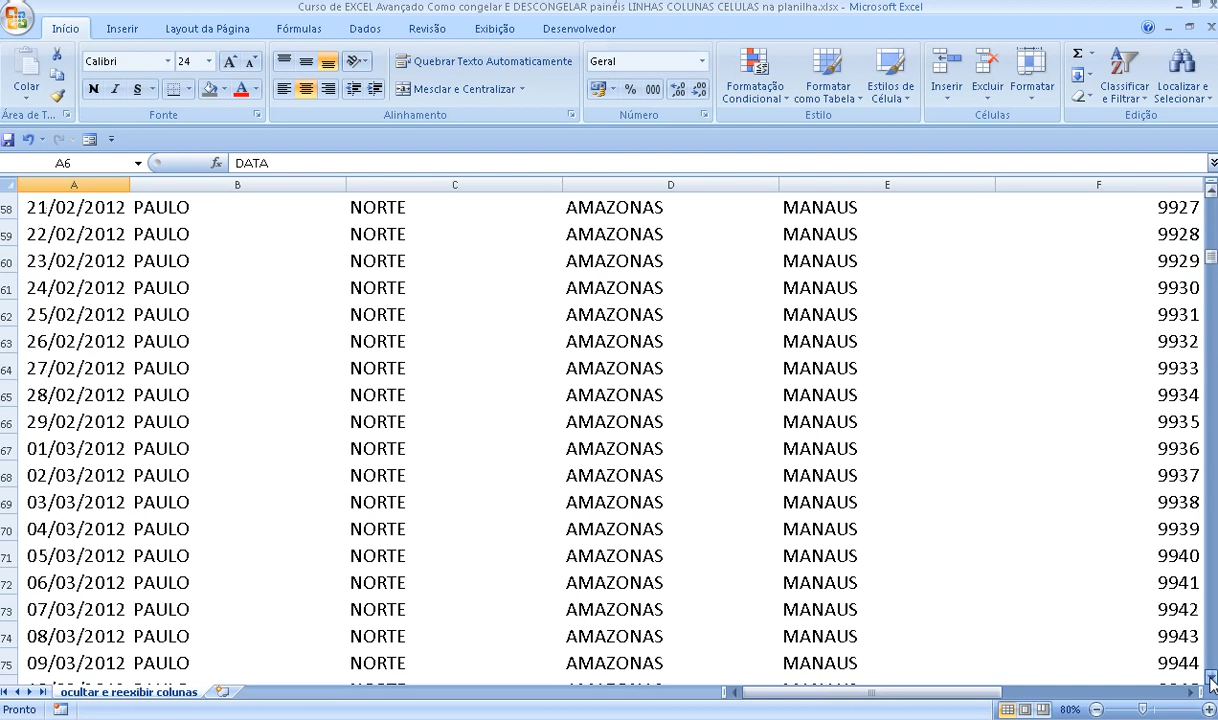 Curso de EXCEL Avançado Como congelar E DESCONGELAR painéis LINHAS COLUNAS CELULAS na planilha.xlsx - Microsoft Excel
Início Inserir Layout da Página Fórmulas Dados Revisão Exibição Desenvolvedor
Calibri 24 Quebrar Texto Automaticamente Geral
Colar N I S Mesclar e Centralizar % 000 Formatação Condicional Formatar como Tabela Estilos de Célula Inserir Excluir Formatar Classificar e Filtrar Localizar e Selecionar
Área de T... Fonte Alinhamento Número Estilo Células Edição
A6 fx DATA
A B C D E F
58 21/02/2012 PAULO NORTE AMAZONAS MANAUS 9927
59 22/02/2012 PAULO NORTE AMAZONAS MANAUS 9928
60 23/02/2012 PAULO NORTE AMAZONAS MANAUS 9929
61 24/02/2012 PAULO NORTE AMAZONAS MANAUS 9930
62 25/02/2012 PAULO NORTE AMAZONAS MANAUS 9931
63 26/02/2012 PAULO NORTE AMAZONAS MANAUS 9932
64 27/02/2012 PAULO NORTE AMAZONAS MANAUS 9933
65 28/02/2012 PAULO NORTE AMAZONAS MANAUS 9934
66 29/02/2012 PAULO NORTE AMAZONAS MANAUS 9935
67 01/03/2012 PAULO NORTE AMAZONAS MANAUS 9936
68 02/03/2012 PAULO NORTE AMAZONAS MANAUS 9937
69 03/03/2012 PAULO NORTE AMAZONAS MANAUS 9938
70 04/03/2012 PAULO NORTE AMAZONAS MANAUS 9939
71 05/03/2012 PAULO NORTE AMAZONAS MANAUS 9940
72 06/03/2012 PAULO NORTE AMAZONAS MANAUS 9941
73 07/03/2012 PAULO NORTE AMAZONAS MANAUS 9942
74 08/03/2012 PAULO NORTE AMAZONAS MANAUS 9943
75 09/03/2012 PAULO NORTE AMAZONAS MANAUS 9944
ocultar e reexibir colunas
Pronto 80%